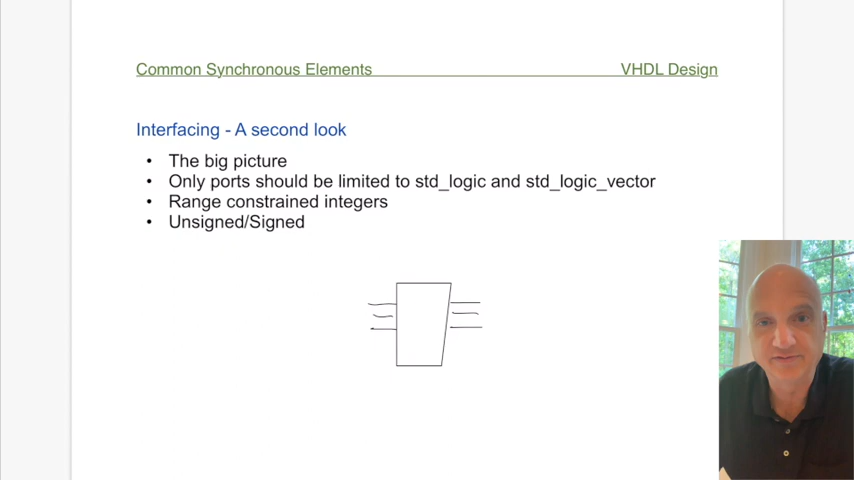 Common Synchronous Elements VHDL Design
Interfacing - A second look
• The big picture
• Only ports should be limited to std_logic and std_logic_vector
• Range constrained integers
• Unsigned/Signed